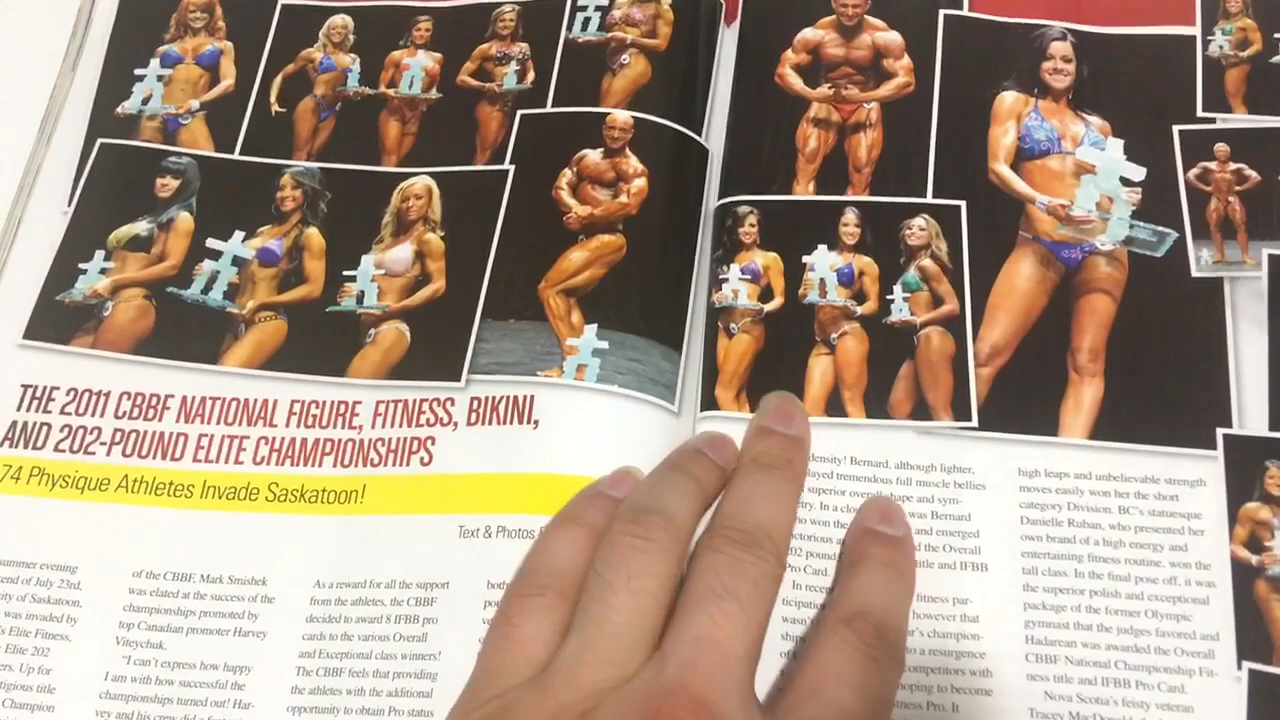 THE 2011 CBBF NATIONAL FIGURE, FITNESS, BIKINI,
AND 202-POUND ELITE CHAMPIONSHIPS
74 Physique Athletes Invade Saskatoon!
Text & Photos
summer evening
end of July 23rd,
city of Saskatoon,
was invaded by
Elite Fitness,
Elite 202
ers. Up for
tigious title
Champion
of the CBBF, Mark Smishek
was elated at the success of the
championships promoted by
top Canadian promoter Harvey
Viteychuk.
"I can't express how happy
I am with how successful the
championships turned out! Har-
vey and his crew did a
As a reward for all the support
from the athletes, the CBBF
decided to award 8 IFBB pro
cards to the various Overall
and Exceptional class winners!
The CBBF feels that providing
the athletes with the additional
opportunity to obtain Pro status
both
density! Bernard, although lighter,
layed tremendous full muscle bellies
superior overall shape and sym-
etry. In a clo was Bernard
ho won the and emerged
ictorious a d the Overall
02 pound title and IFBB
Pro Card.
In recen fitness par-
ticipatio however that
wasn' r's champion-
ships to a resurgence
of competitors with
hoping to become
itness Pro. It
high leaps and unbelievable strength
moves easily won her the short
category Division. BC's statuesque
Danielle Ruban, who presented her
own brand of a high energy and
entertaining fitness routine, won the
tall class. In the final pose off, it was
the superior polish and exceptional
package of the former Olympic
gymnast that the judges favored and
Hadarean was awarded the Overall
CBBF National Championship Fit-
ness title and IFBB Pro Card.
Nova Scotia's feisty veteran
Tracey